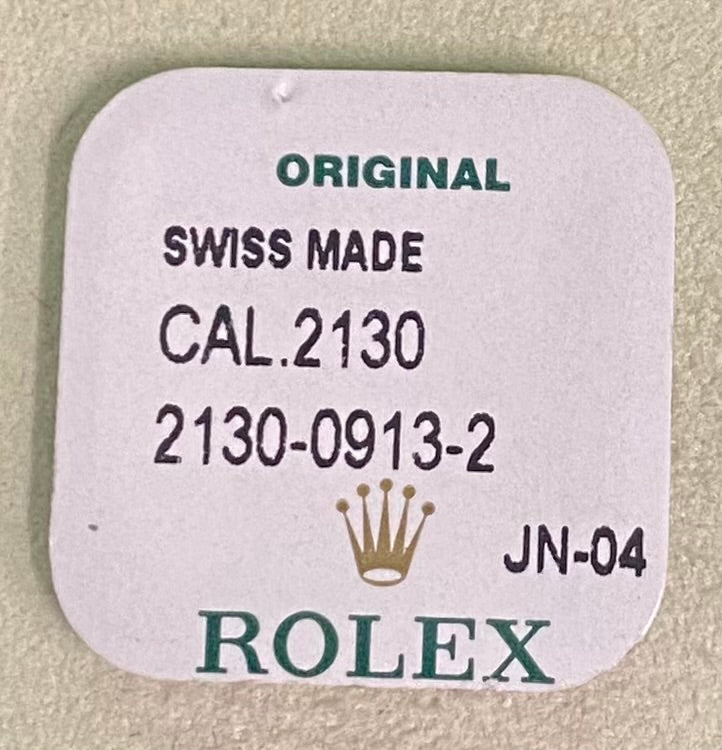 ORIGINAL
SWISS MADE
CAL.2130
2130-0913-2
JN-04
ROLEX